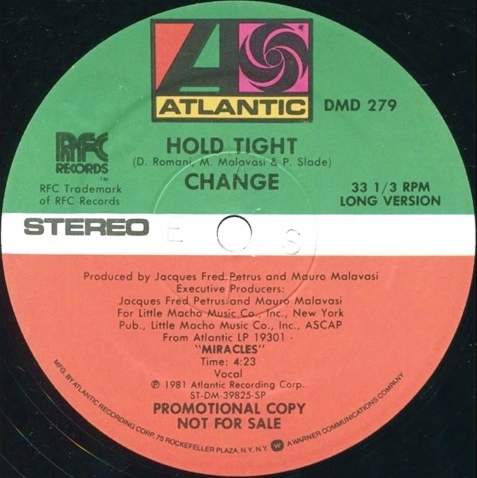 ATLANTIC
DMD 279
HOLD TIGHT
(D. Romani, M. Malavasi & P. Slade)
CHANGE
RFC
RECORDS
TM
RFC Trademark
of RFC Records
33 1/3 RPM
LONG VERSION
STEREO
E S
Produced by Jacques Fred Petrus and Mauro Malavasi
Executive Producers:
Jacques Fred Petrus and Mauro Malavasi
For Little Macho Music Co., Inc., New York
Pub., Little Macho Music Co., Inc., ASCAP
From Atlantic LP 19301 -
"MIRACLES"
Time: 4:23
Vocal
℗ 1981 Atlantic Recording Corp.
ST-DM-39825-SP
PROMOTIONAL COPY
NOT FOR SALE
MFG. BY ATLANTIC RECORDING CORP. 75 ROCKEFELLER PLAZA, N.Y. N.Y. A WARNER COMMUNICATIONS COMPANY